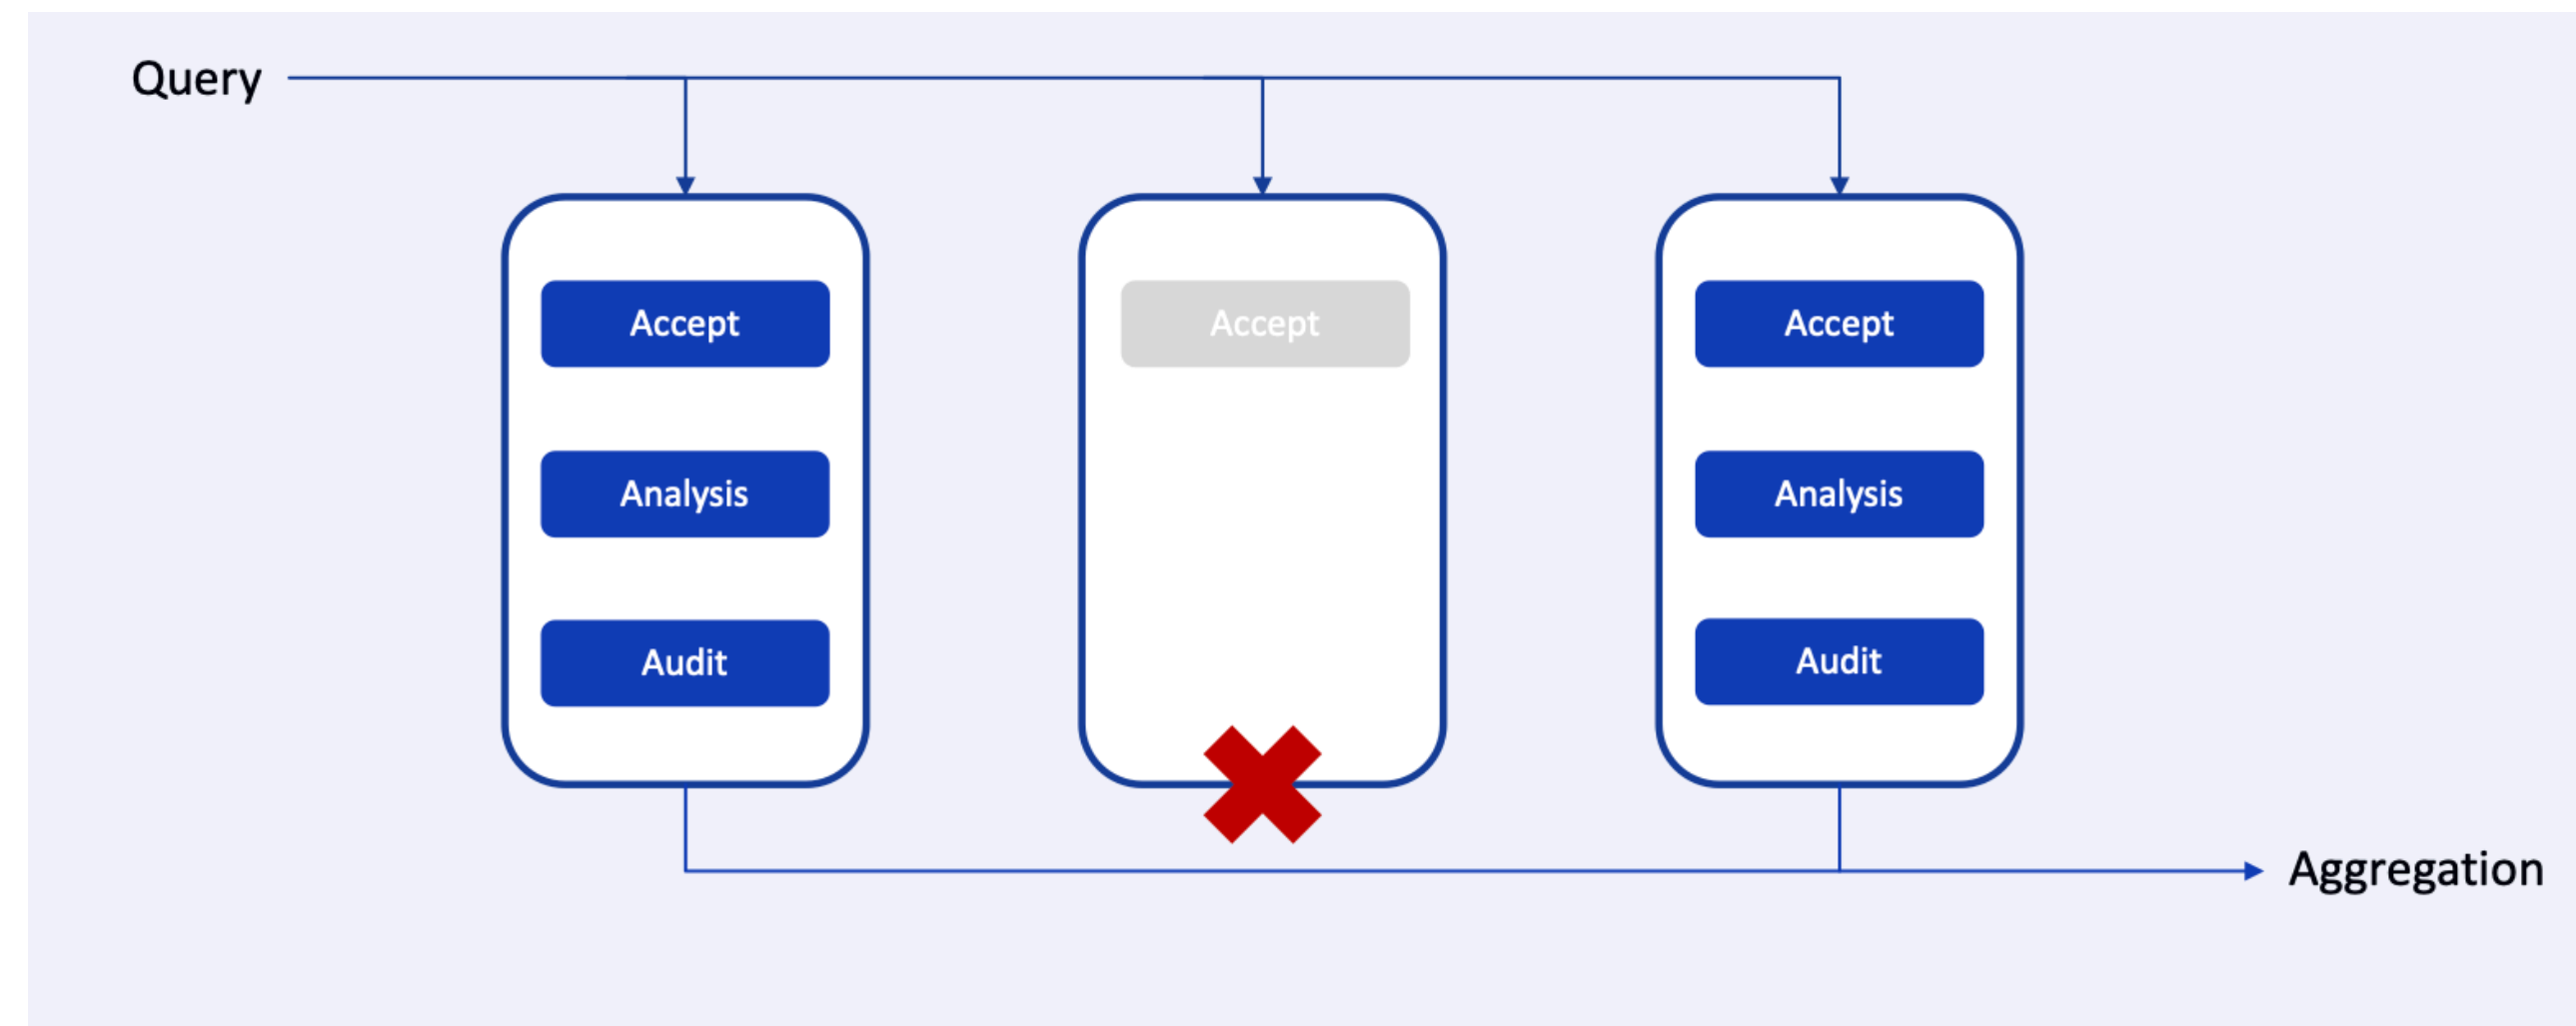 Query
Accept
Analysis
Audit
Accept
Accept
Analysis
Audit
Aggregation